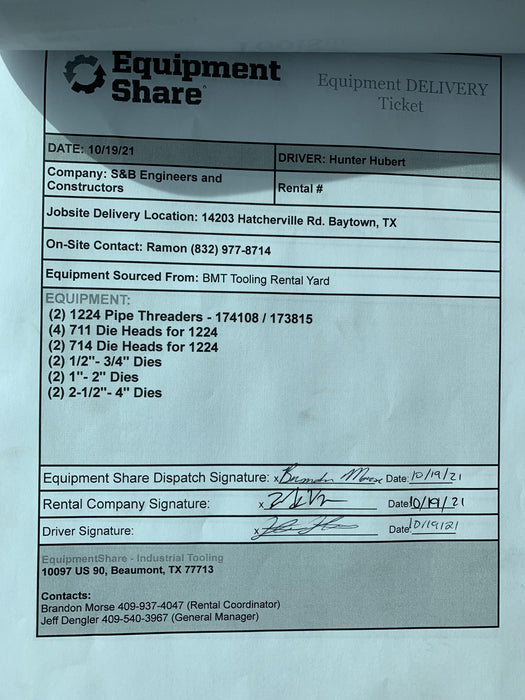 Equipment
Share
Equipment DELIVERY
Ticket
DATE: 10/19/21
DRIVER: Hunter Hubert
Company: S&B Engineers and
Constructors
Rental #
Jobsite Delivery Location: 14203 Hatcherville Rd. Baytown, TX
On-Site Contact: Ramon (832) 977-8714
Equipment Sourced From: BMT Tooling Rental Yard
EQUIPMENT:
(2) 1224 Pipe Threaders - 174108 / 173815
(4) 711 Die Heads for 1224
(2) 714 Die Heads for 1224
(2) 1/2"- 3/4" Dies
(2) 1"- 2" Dies
(2) 2-1/2"- 4" Dies
Equipment Share Dispatch Signature: x Brandon Morse Date: 10/19/21
Rental Company Signature: x Date: 10/19/21
Driver Signature: x Date: 10/19/21
EquipmentShare - Industrial Tooling
10097 US 90, Beaumont, TX 77713
Contacts:
Brandon Morse 409-937-4047 (Rental Coordinator)
Jeff Dengler 409-540-3967 (General Manager)